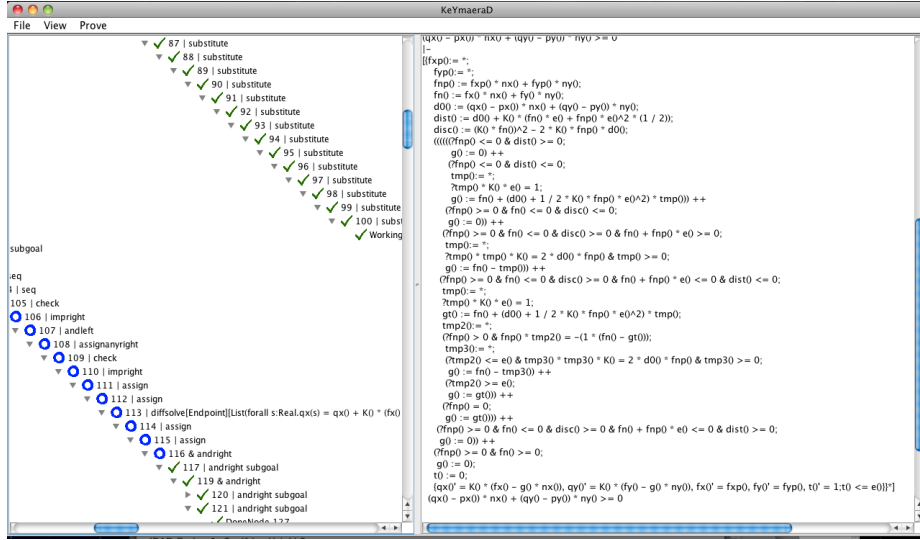 KeYmaeraD
File View Prove
87 | substitute
88 | substitute
89 | substitute
90 | substitute
91 | substitute
92 | substitute
93 | substitute
94 | substitute
95 | substitute
96 | substitute
97 | substitute
98 | substitute
99 | substitute
100 | subst
Working
subgoal
seq
| seq
105 | check
106 | impright
107 | andleft
108 | assignanyright
109 | check
110 | impright
111 | assign
112 | assign
113 | diffsolve[Endpoint][List(forall s:Real.qx(s) = qx() + K() * (fx()
114 | assign
115 | assign
116 & andright
117 | andright subgoal
119 & andright
120 | andright subgoal
121 | andright subgoal
DoneNode 127
(qx() – px()) * nx() + (qy() – py()) * ny() >= 0
|–
[{fxp():= *;
fyp():= *;
fnp() := fxp() * nx() + fyp() * ny();
fn() := fx() * nx() + fy() * ny();
d0() := (qx() – px()) * nx() + (qy() – py()) * ny();
dist() := d0() + K() * (fn() * e() + fnp() * e()^2 * (1 / 2));
disc() := (K() * fn())^2 – 2 * K() * fnp() * d0();
((((((?fnp() <= 0 & dist() >= 0;
g() := 0) ++
(?fnp() <= 0 & dist() <= 0;
tmp():= *;
?tmp() * K() * e() = 1;
g() := fn() + (d0() + 1 / 2 * K() * fnp() * e()^2) * tmp())) ++
(?fnp() >= 0 & fn() <= 0 & disc() <= 0;
g() := 0)) ++
(?fnp() >= 0 & fn() <= 0 & disc() >= 0 & fn() + fnp() * e() >= 0;
tmp():= *;
?tmp() * tmp() * K() = 2 * d0() * fnp() & tmp() >= 0;
g() := fn() – tmp())) ++
(?fnp() >= 0 & fn() <= 0 & disc() >= 0 & fn() + fnp() * e() <= 0 & dist() <= 0;
tmp():= *;
?tmp() * K() * e() = 1;
gt() := fn() + (d0() + 1 / 2 * K() * fnp() * e()^2) * tmp();
tmp2():= *;
(?fnp() > 0 & fnp() * tmp2() = –(1 * (fn() – gt()));
tmp3():= *;
(?tmp2() <= e() & tmp3() * tmp3() * K() = 2 * d0() * fnp() & tmp3() >= 0;
g() := fn() – tmp3()) ++
(?tmp2() >= e();
g() := gt())) ++
(?fnp() = 0;
g() := gt()))) ++
(?fnp() >= 0 & fn() <= 0 & disc() >= 0 & fn() + fnp() * e() <= 0 & dist() >= 0;
g() := 0)) ++
(?fnp() >= 0 & fn() >= 0;
g() := 0);
t() := 0;
{qx()' = K() * (fx() – g() * nx()), qy()' = K() * (fy() – g() * ny()), fx()' = fxp(), fy()' = fyp(), t()' = 1;t() <= e()}}*]
(qx() – px()) * nx() + (qy() – py()) * ny() >= 0